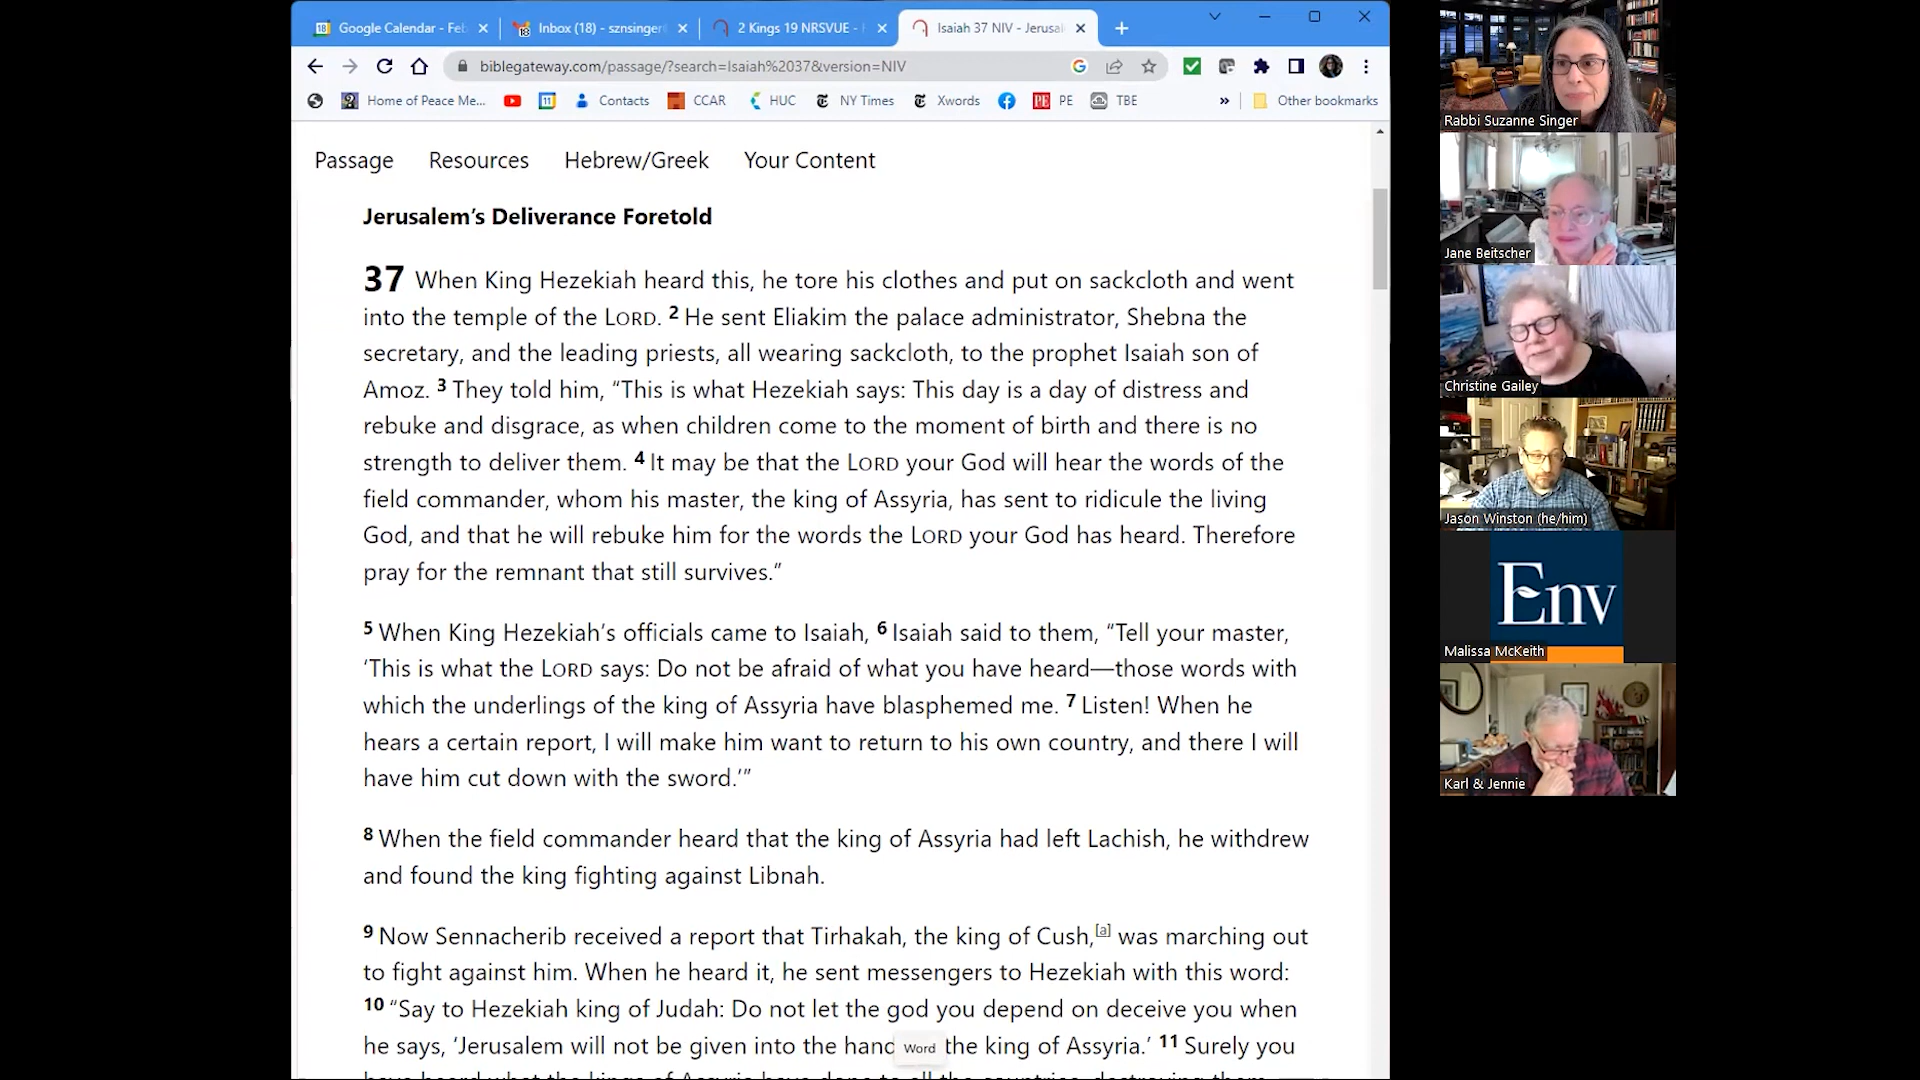 Google Calendar - Feb
Inbox (18) - sznsinger
2 Kings 19 NRSVUE -
Isaiah 37 NIV - Jerusa
biblegateway.com/passage/?search=Isaiah%2037&version=NIV
Home of Peace Me...
Contacts
CCAR
HUC
NY Times
Xwords
PE
TBE
»
Other bookmarks
Passage
Resources
Hebrew/Greek
Your Content
Jerusalem’s Deliverance Foretold
37 When King Hezekiah heard this, he tore his clothes and put on sackcloth and went
into the temple of the LORD. 2 He sent Eliakim the palace administrator, Shebna the
secretary, and the leading priests, all wearing sackcloth, to the prophet Isaiah son of
Amoz. 3 They told him, “This is what Hezekiah says: This day is a day of distress and
rebuke and disgrace, as when children come to the moment of birth and there is no
strength to deliver them. 4 It may be that the LORD your God will hear the words of the
field commander, whom his master, the king of Assyria, has sent to ridicule the living
God, and that he will rebuke him for the words the LORD your God has heard. Therefore
pray for the remnant that still survives.”
5 When King Hezekiah’s officials came to Isaiah, 6 Isaiah said to them, “Tell your master,
‘This is what the LORD says: Do not be afraid of what you have heard—those words with
which the underlings of the king of Assyria have blasphemed me. 7 Listen! When he
hears a certain report, I will make him want to return to his own country, and there I will
have him cut down with the sword.’”
8 When the field commander heard that the king of Assyria had left Lachish, he withdrew
and found the king fighting against Libnah.
9 Now Sennacherib received a report that Tirhakah, the king of Cush,[a] was marching out
to fight against him. When he heard it, he sent messengers to Hezekiah with this word:
10 “Say to Hezekiah king of Judah: Do not let the god you depend on deceive you when
he says, ‘Jerusalem will not be given into the hand the king of Assyria.’ 11 Surely you
Word
Rabbi Suzanne Singer
Jane Beitscher
Christine Gailey
Jason Winston (he/him)
Env
Malissa McKeith
Karl & Jennie